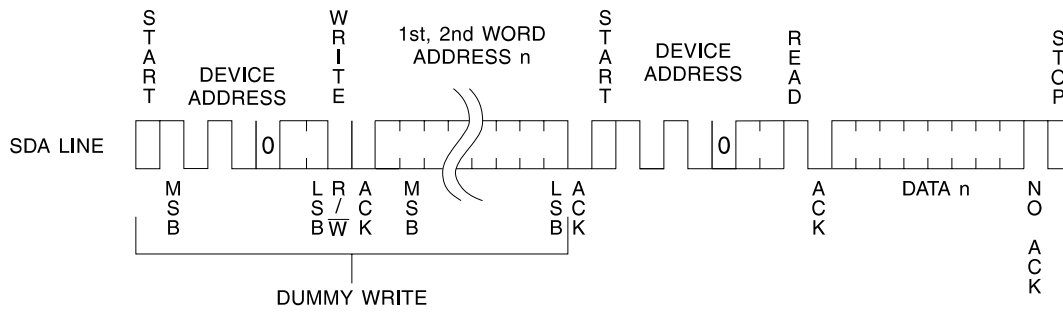 START
WRITE
START
READ
STOP
DEVICE
ADDRESS
1st, 2nd WORD
ADDRESS n
DEVICE
ADDRESS
SDA LINE
0
0
MSB
LSB
R/W
ACK
MSB
LSB
ACK
ACK
DATA n
NO ACK
DUMMY WRITE